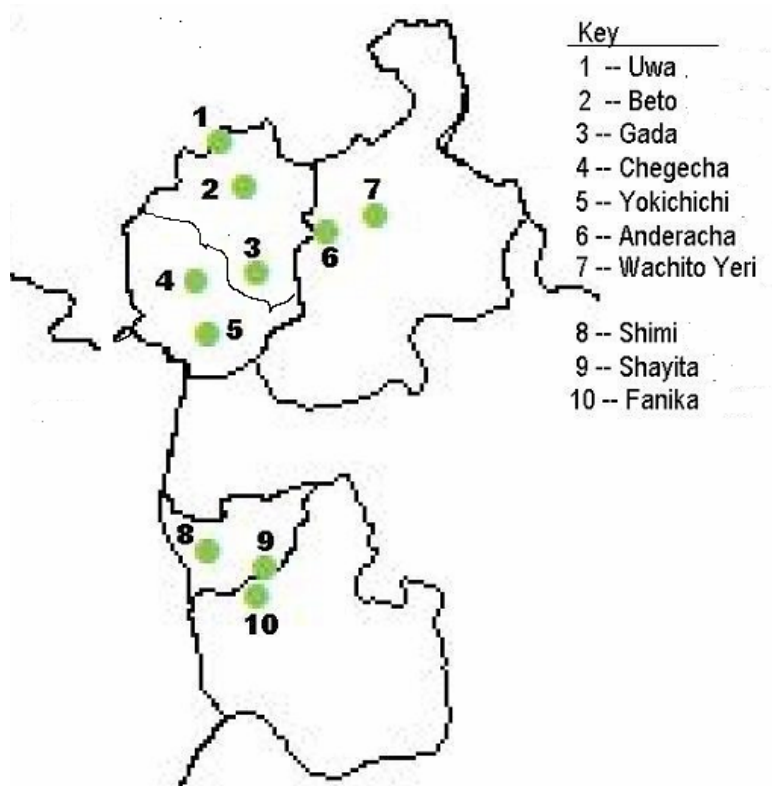 Key
1 -- Uwa
2 -- Beto
3 -- Gada
4 -- Chegecha
5 -- Yokichichi
6 -- Anderacha
7 -- Wachito Yeri
8 -- Shimi
9 -- Shayita
10 -- Fanika
1
2
7
6
3
4
5
8
9
10